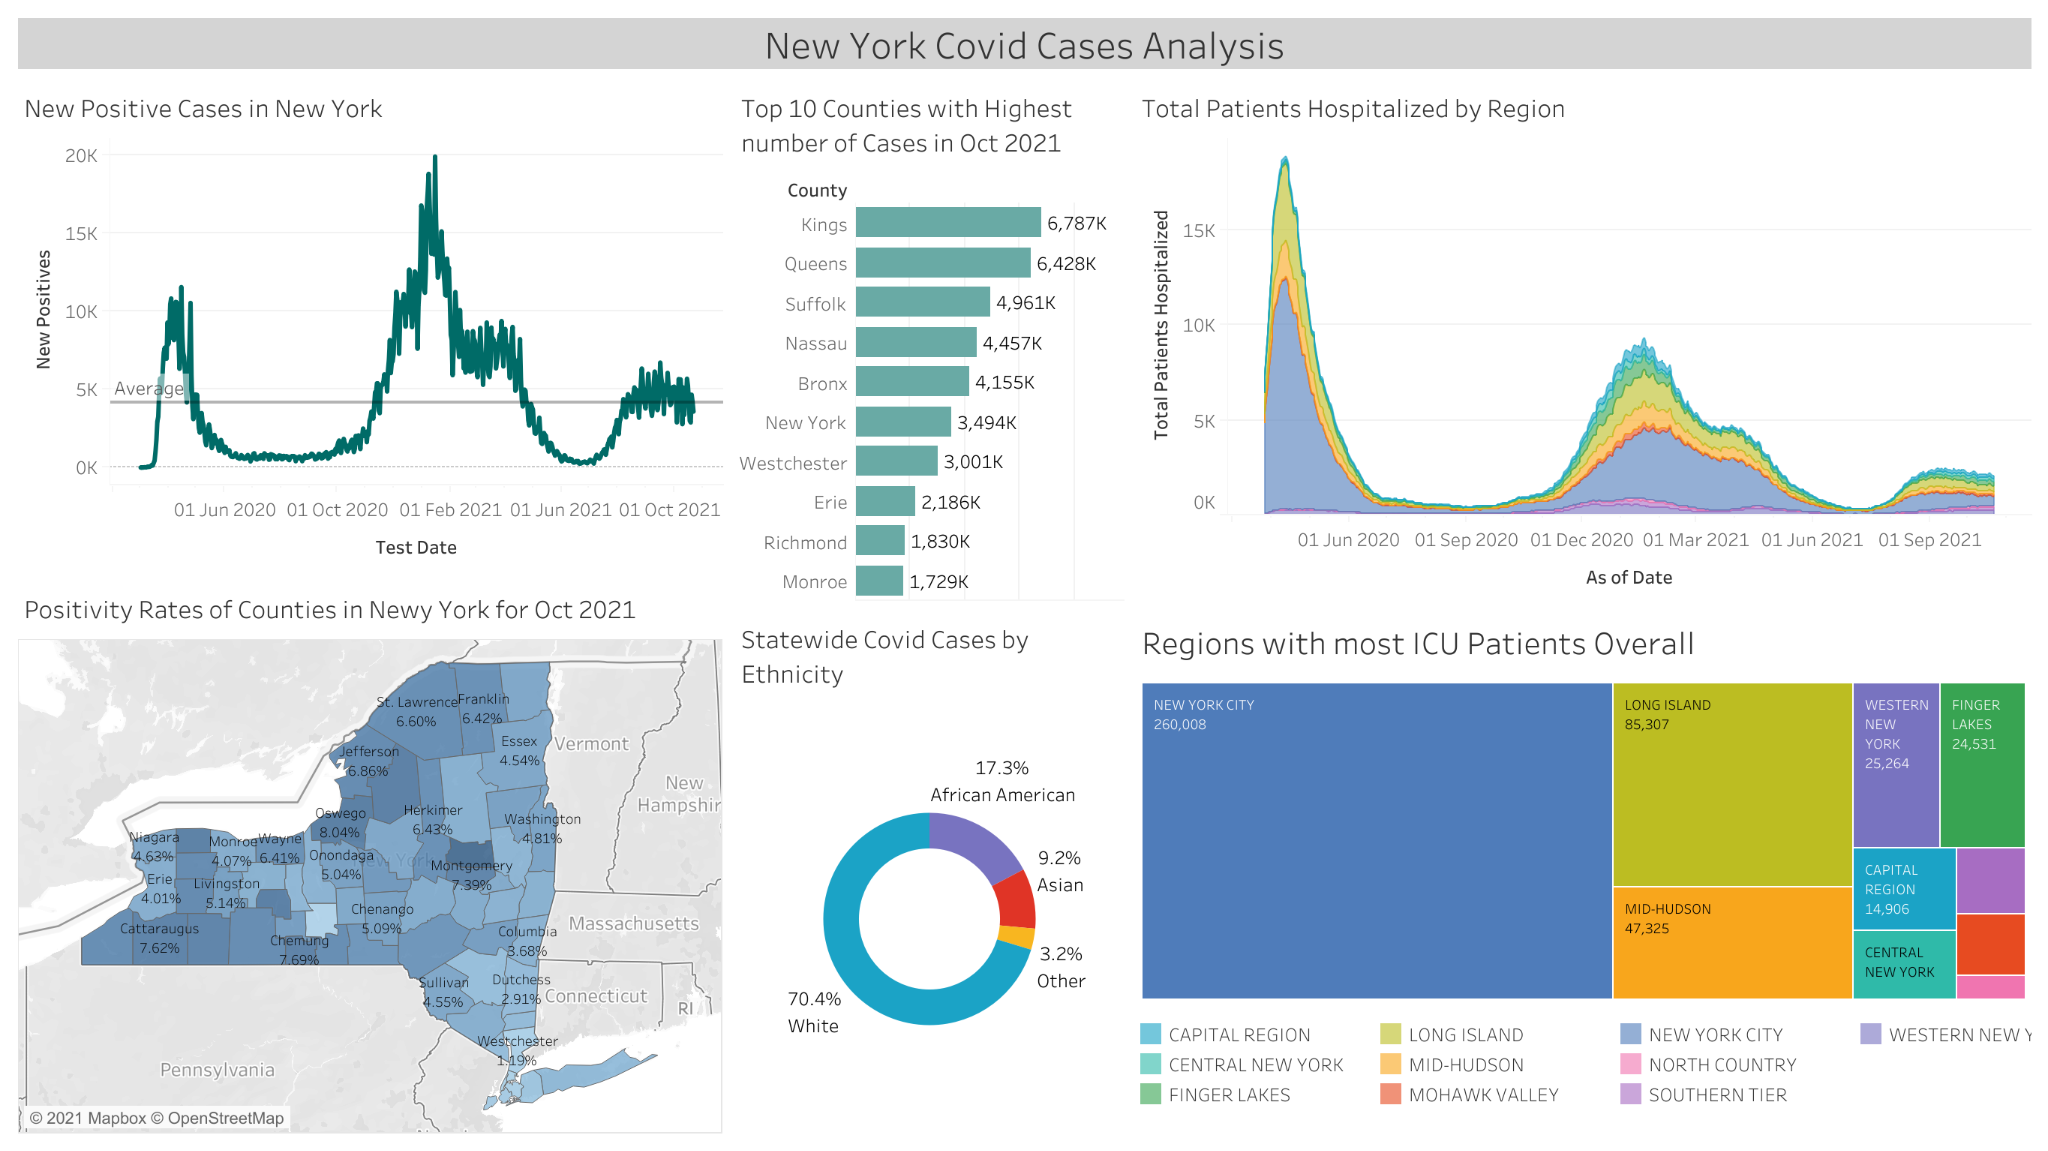 New York Covid Cases Analysis
New Positive Cases in New York
20K
15K
10K
5K
0K
New Positives
Average
01 Jun 2020
01 Oct 2020
01 Feb 2021
01 Jun 2021
01 Oct 2021
Test Date
Top 10 Counties with Highest
number of Cases in Oct 2021
County
Kings 6,787K
Queens 6,428K
Suffolk 4,961K
Nassau 4,457K
Bronx 4,155K
New York 3,494K
Westchester 3,001K
Erie 2,186K
Richmond 1,830K
Monroe 1,729K
Total Patients Hospitalized by Region
15K
10K
5K
0K
Total Patients Hospitalized
01 Jun 2020
01 Sep 2020
01 Dec 2020
01 Mar 2021
01 Jun 2021
01 Sep 2021
As of Date
Positivity Rates of Counties in Newy York for Oct 2021
St. Lawrence
6.60%
Franklin
6.42%
Essex
4.54%
Vermont
Jefferson
6.86%
New
Hampshir
Oswego
8.04%
Herkimer
6.43%
Washington
4.81%
Niagara
4.63%
Monroe
4.07%
Wayne
6.41%
Onondaga
5.04%
New York
Montgomery
7.39%
Erie
4.01%
Livingston
5.14%
Chenango
5.09%
Cattaraugus
7.62%
Chemung
7.69%
Columbia
3.68%
Massachusetts
Sullivan
4.55%
Dutchess
2.91%
Connecticut
RI
Westchester
1.19%
Pennsylvania
© 2021 Mapbox © OpenStreetMap
Statewide Covid Cases by
Ethnicity
17.3%
African American
9.2%
Asian
3.2%
Other
70.4%
White
Regions with most ICU Patients Overall
NEW YORK CITY
260,008
LONG ISLAND
85,307
MID-HUDSON
47,325
WESTERN
NEW
YORK
25,264
FINGER
LAKES
24,531
CAPITAL
REGION
14,906
CENTRAL
NEW YORK
CAPITAL REGION
LONG ISLAND
NEW YORK CITY
WESTERN NEW Y
CENTRAL NEW YORK
MID-HUDSON
NORTH COUNTRY
FINGER LAKES
MOHAWK VALLEY
SOUTHERN TIER